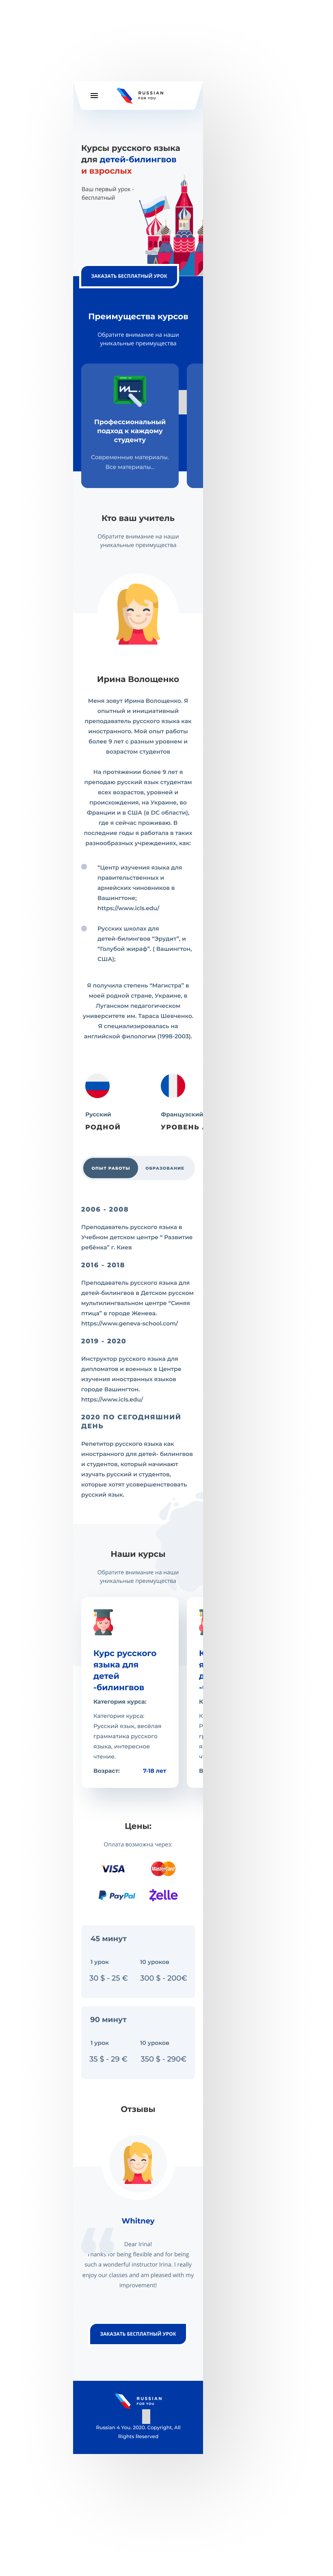 RUSSIAN
FOR YOU
Курсы русского языка
для детей-билингвов
и взрослых
Ваш первый урок -
бесплатный
ЗАКАЗАТЬ БЕСПЛАТНЫЙ УРОК
Преимущества курсов
Обратите внимание на наши
уникальные преимущества
Профессиональный
подход к каждому
студенту
Современные материалы.
Все материалы...
Кто ваш учитель
Обратите внимание на наши
уникальные преимущества
Ирина Волощенко
Меня зовут Ирина Волощенко. Я
опытный и инициативный
преподаватель русского языка как
иностранного. Мой опыт работы
более 9 лет с разным уровнем и
возрастом студентов
На протяжении более 9 лет я
преподаю русский язык студентам
всех возрастов, уровней и
происхождения, на Украине, во
Франции и в США (в DC области),
где я сейчас проживаю. В
последние годы я работала в таких
разнообразных учреждениях, как:
"Центр изучения языка для
правительственных и
армейских чиновников в
Вашингтоне;
https://www.icls.edu/
Русских школах для
детей-билингвов "Эрудит", и
"Голубой жираф". ( Вашингтон,
США);
Я получила степень "Магистра" в
моей родной стране, Украине, в
Луганском педагогическом
университете им. Тараса Шевченко.
Я специализировалась на
английской филологии (1998-2003).
Русский
Французский
РОДНОЙ
УРОВЕНЬ
ОПЫТ РАБОТЫ
ОБРАЗОВАНИЕ
2006 - 2008
Преподаватель русского языка в
Учебном детском центре " Развитие
ребёнка" г. Киев
2016 - 2018
Преподаватель русского языка для
детей-билингвов в Детском русском
мультилингвальном центре "Синяя
птица" в городе Женева.
https://www.geneva-school.com/
2019 - 2020
Инструктор русского языка для
дипломатов и военных в Центре
изучения иностранных языков
городе Вашингтон.
https://www.icls.edu/
2020 ПО СЕГОДНЯШНИЙ
ДЕНЬ
Репетитор русского языка как
иностранного для детей- билингвов
и студентов, который начинают
изучать русский и студентов,
которые хотят усовершенствовать
русский язык.
Наши курсы
Обратите внимание на наши
уникальные преимущества
Курс русского
языка для
детей
-билингвов
Категория курса:
Категория курса:
Русский язык, весёлая
грамматика русского
языка, интересное
чтение.
Возраст:
7-18 лет
Цены:
Оплата возможна через:
VISA
MasterCard
PayPal
Zelle
45 минут
1 урок
10 уроков
30 $ - 25 €
300 $ - 200€
90 минут
1 урок
10 уроков
35 $ - 29 €
350 $ - 290€
Отзывы
Whitney
Dear Irina!
Thanks for being flexible and for being
such a wonderful instructor Irina. I really
enjoy our classes and am pleased with my
improvement!
ЗАКАЗАТЬ БЕСПЛАТНЫЙ УРОК
RUSSIAN
FOR YOU
Russian 4 You. 2020. Copyright, All
Rights Reserved